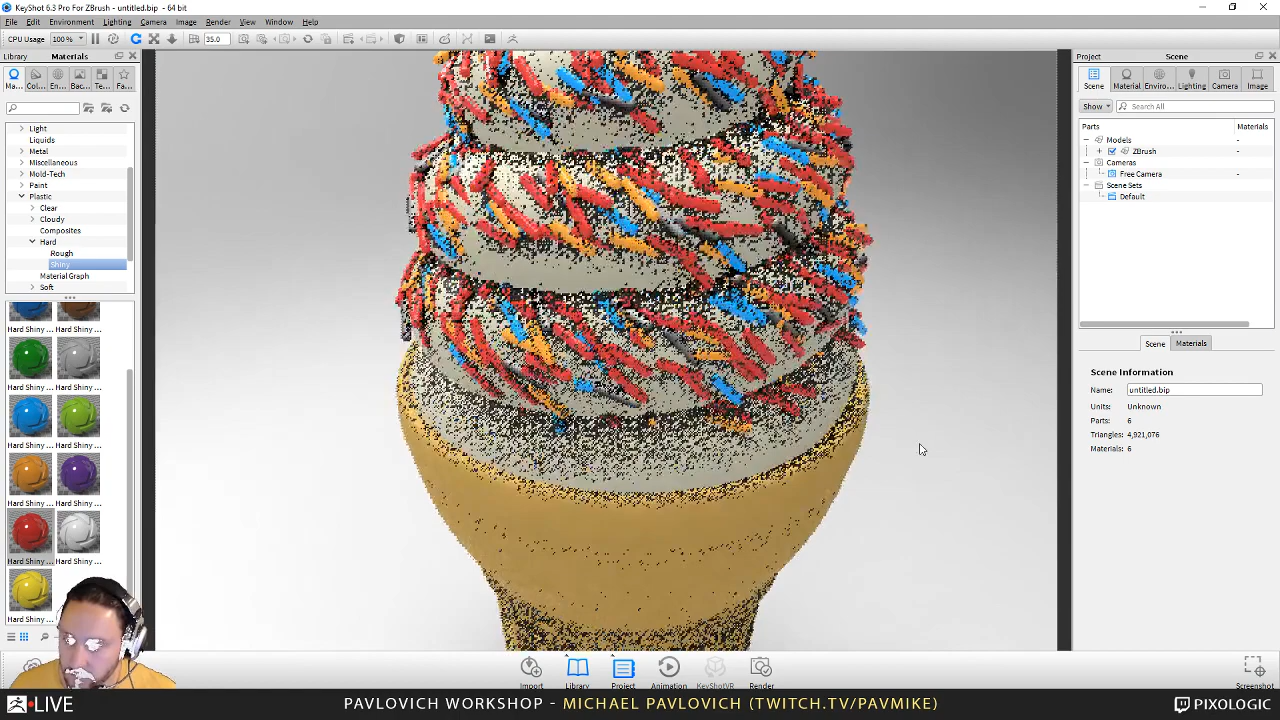 KeyShot 6.3 Pro For ZBrush - untitled.bip - 64 bit
File Edit Environment Lighting Camera Image Render View Window Help
CPU Usage 100 % 35.0
Library Materials
Project Scene
Ma... Col... En... Bac... Te... Fa...
Scene Material Enviro... Lighting Camera Image
Show Search All
Parts Materials
Light
Liquids
Metal
Miscellaneous
Mold-Tech
Paint
Plastic
Clear
Cloudy
Composites
Hard
Rough
Shiny
Material Graph
Soft
Models -
ZBrush -
Cameras
Free Camera -
Scene Sets
Default -
Hard Shiny ... Hard Shiny ...
Hard Shiny ... Hard Shiny ...
Hard Shiny ... Hard Shiny ...
Hard Shiny ... Hard Shiny ...
Hard Shiny ... Hard Shiny ...
Hard Shiny ...
Scene Materials
Scene Information
Name: untitled.bip
Units: Unknown
Parts: 6
Triangles: 4,921,076
Materials: 6
Import Library Project Animation KeyShotVR Render Screenshot
LIVE
PAVLOVICH WORKSHOP - MICHAEL PAVLOVICH (TWITCH.TV/PAVMIKE)
PIXOLOGIC